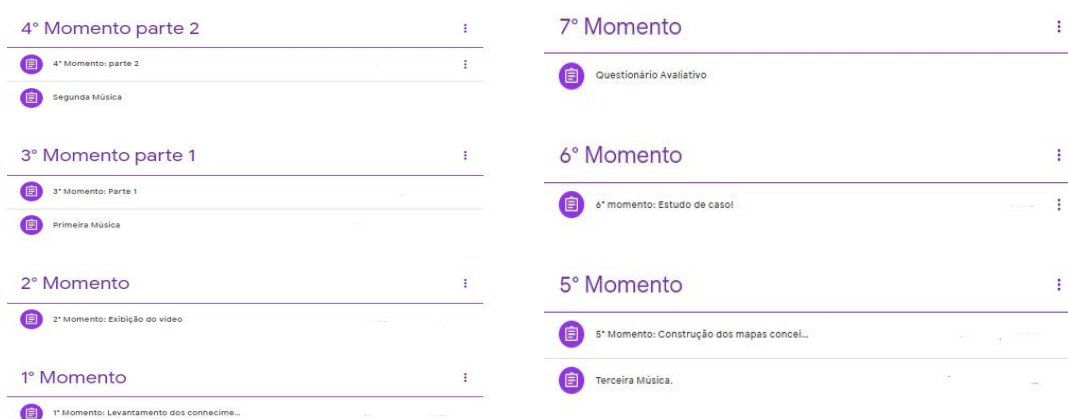 4° Momento parte 2
4° Momento: parte 2
Segunda Música
3° Momento parte 1
3° Momento: Parte 1
Primeira Música
2° Momento
2° Momento: Exibição do vídeo
1° Momento
1° Momento: Levantamento dos conhecime...
7° Momento
Questionário Avaliativo
6° Momento
6° momento: Estudo de caso!
5° Momento
5° Momento: Construção dos mapas concei...
Terceira Música.